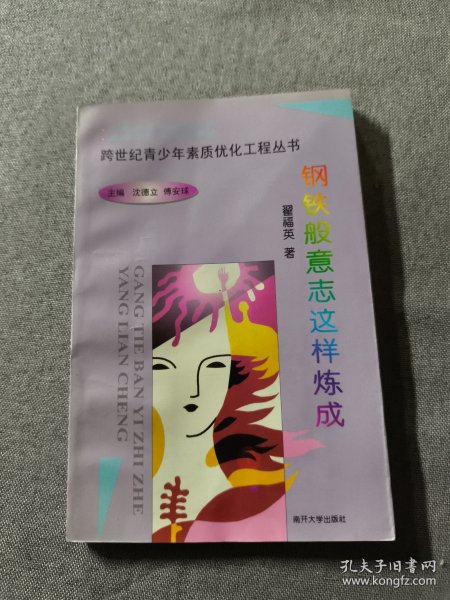 跨世纪青少年素质优化工程丛书
主编 沈德立 傅安球
钢铁般意志这样炼成
翟福英 著
GANG TIE BAN YI ZHI ZHE
YANG LIAN CHENG
南开大学出版社
孔夫子旧书网
www.kongfz.com